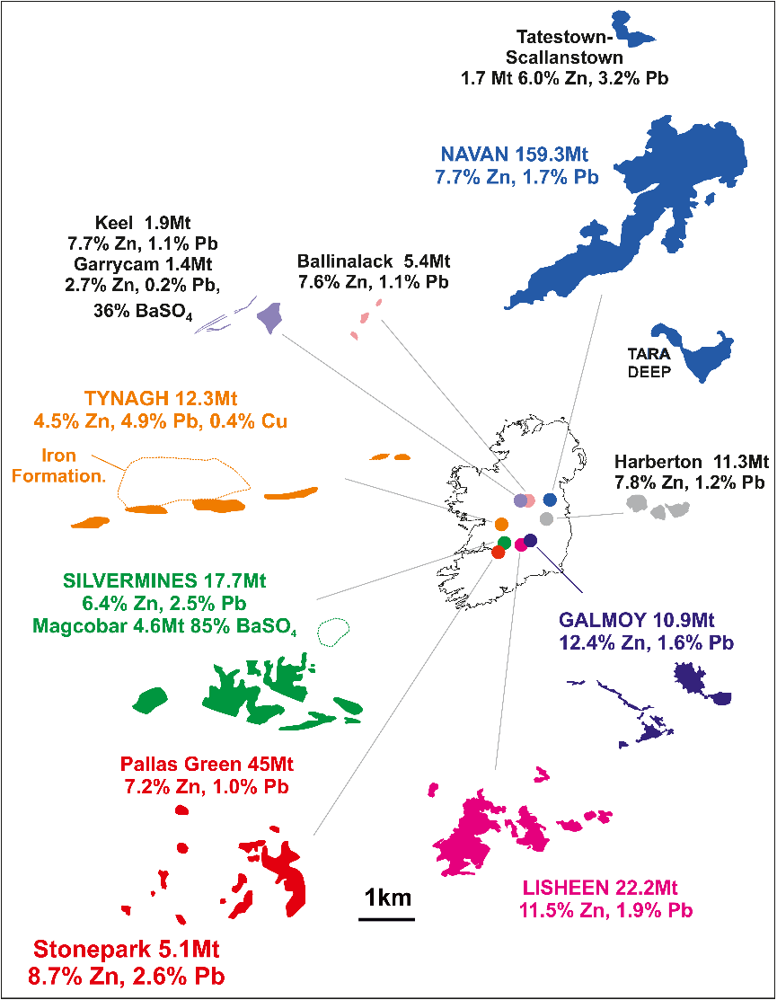 Tatestown-
Scallanstown
1.7 Mt 6.0% Zn, 3.2% Pb
NAVAN 159.3Mt
7.7% Zn, 1.7% Pb
Keel 1.9Mt
7.7% Zn, 1.1% Pb
Garrycam 1.4Mt
2.7% Zn, 0.2% Pb,
36% BaSO4
Ballinalack 5.4Mt
7.6% Zn, 1.1% Pb
TARA
DEEP
TYNAGH 12.3Mt
4.5% Zn, 4.9% Pb, 0.4% Cu
Iron
Formation.
Harberton 11.3Mt
7.8% Zn, 1.2% Pb
SILVERMINES 17.7Mt
6.4% Zn, 2.5% Pb
Magcobar 4.6Mt 85% BaSO4
GALMOY 10.9Mt
12.4% Zn, 1.6% Pb
Pallas Green 45Mt
7.2% Zn, 1.0% Pb
LISHEEN 22.2Mt
11.5% Zn, 1.9% Pb
1km
Stonepark 5.1Mt
8.7% Zn, 2.6% Pb